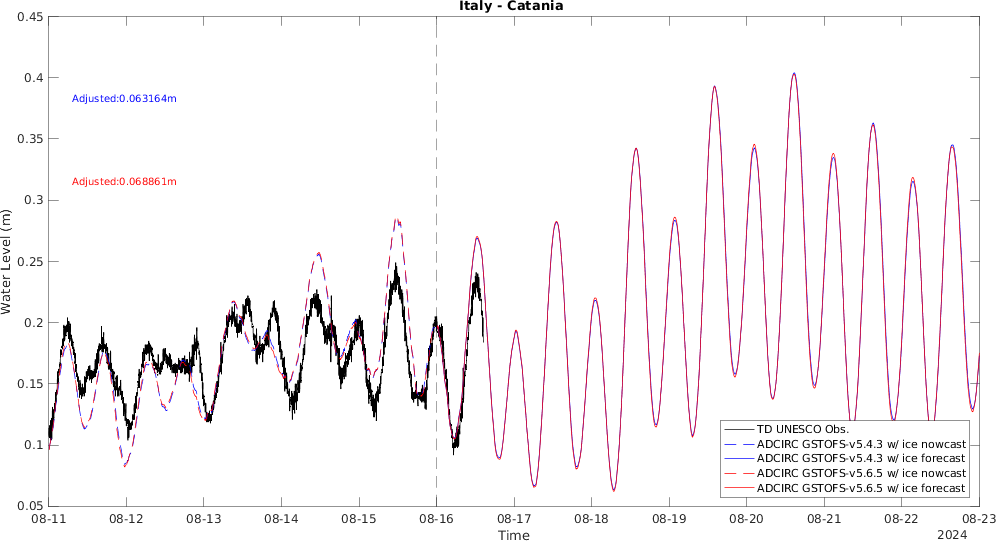 Italy - Catania
0.45
0.4
0.35
0.3
0.25
0.2
0.15
0.1
0.05
Water Level (m)
Adjusted:0.063164m
Adjusted:0.068861m
TD UNESCO Obs.
ADCIRC GSTOFS-v5.4.3 w/ ice nowcast
ADCIRC GSTOFS-v5.4.3 w/ ice forecast
ADCIRC GSTOFS-v5.6.5 w/ ice nowcast
ADCIRC GSTOFS-v5.6.5 w/ ice forecast
08-11 08-12 08-13 08-14 08-15 08-16 08-17 08-18 08-19 08-20 08-21 08-22 08-23
Time
2024